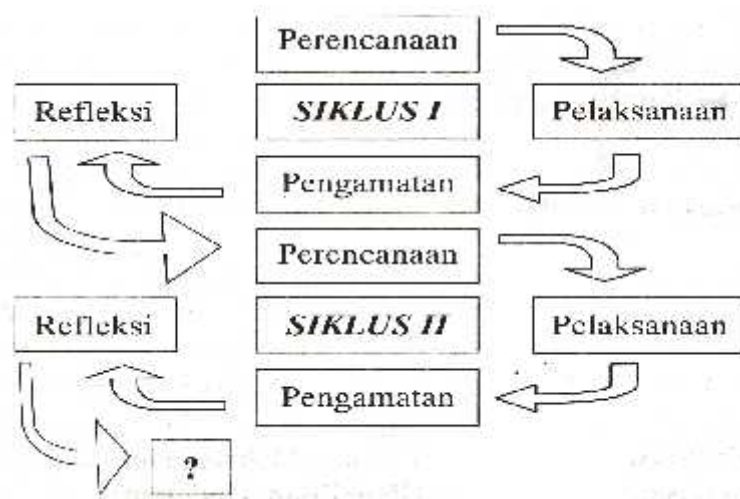 Perencanaan
Refleksi
SIKLUS I
Pelaksanaan
Pengamatan
Perencanaan
Refleksi
SIKLUS II
Pelaksanaan
Pengamatan
?